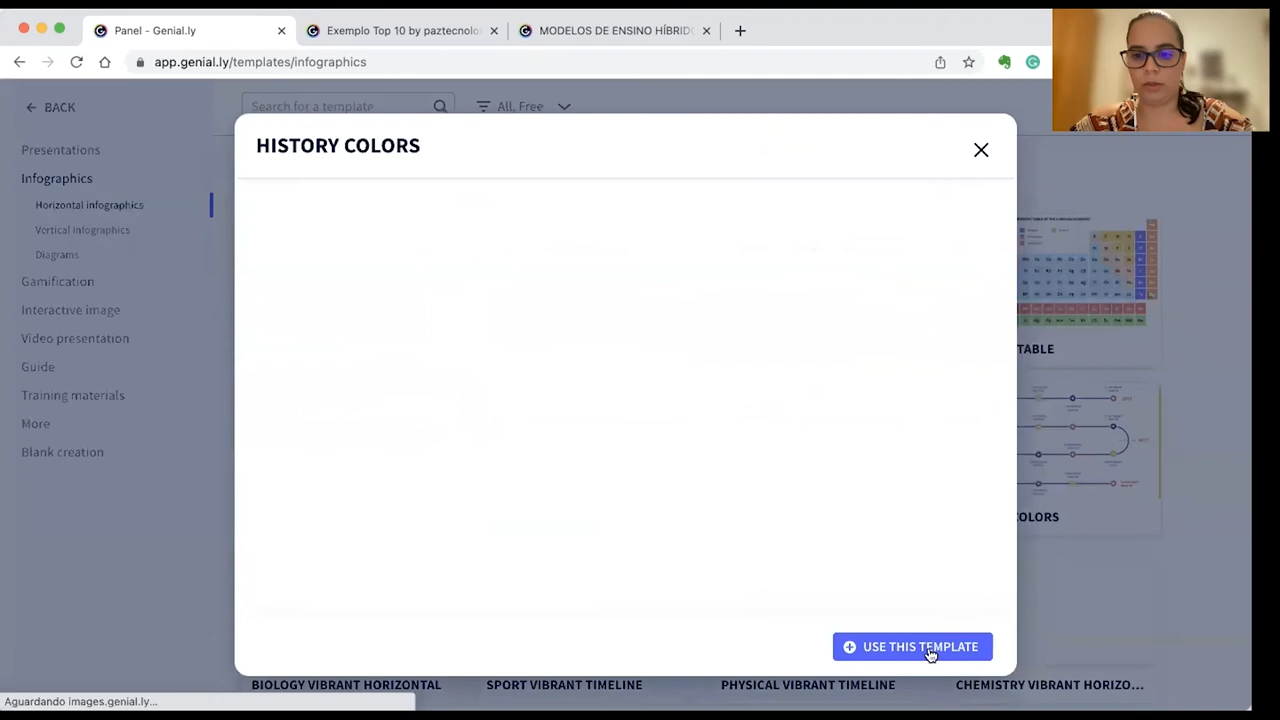 Panel - Genial.ly
Exemplo Top 10 by paztecnolo
MODELOS DE ENSINO HÍBRID
app.genial.ly/templates/infographics
BACK
Search for a template
All, Free
Presentations
Infographics
Horizontal infographics
Vertical infographics
Diagrams
Gamification
Interactive image
Video presentation
Guide
Training materials
More
Blank creation
HISTORY COLORS
TABLE
COLORS
USE THIS TEMPLATE
BIOLOGY VIBRANT HORIZONTAL
SPORT VIBRANT TIMELINE
PHYSICAL VIBRANT TIMELINE
CHEMISTRY VIBRANT HORIZO...
Aguardando images.genial.ly...